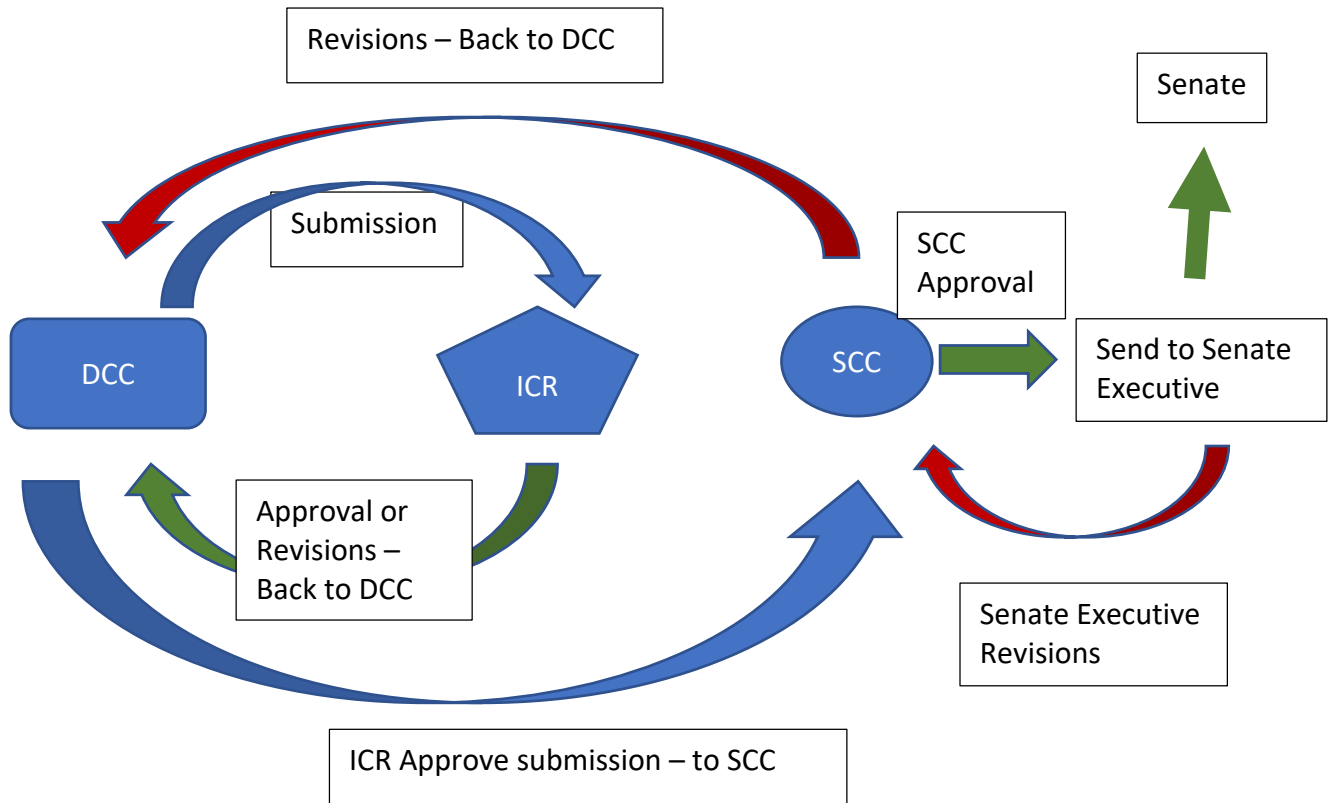 Revisions – Back to DCC
Senate
Submission
SCC
Approval
DCC
ICR
SCC
Send to Senate
Executive
Approval or
Revisions –
Back to DCC
Senate Executive
Revisions
ICR Approve submission – to SCC